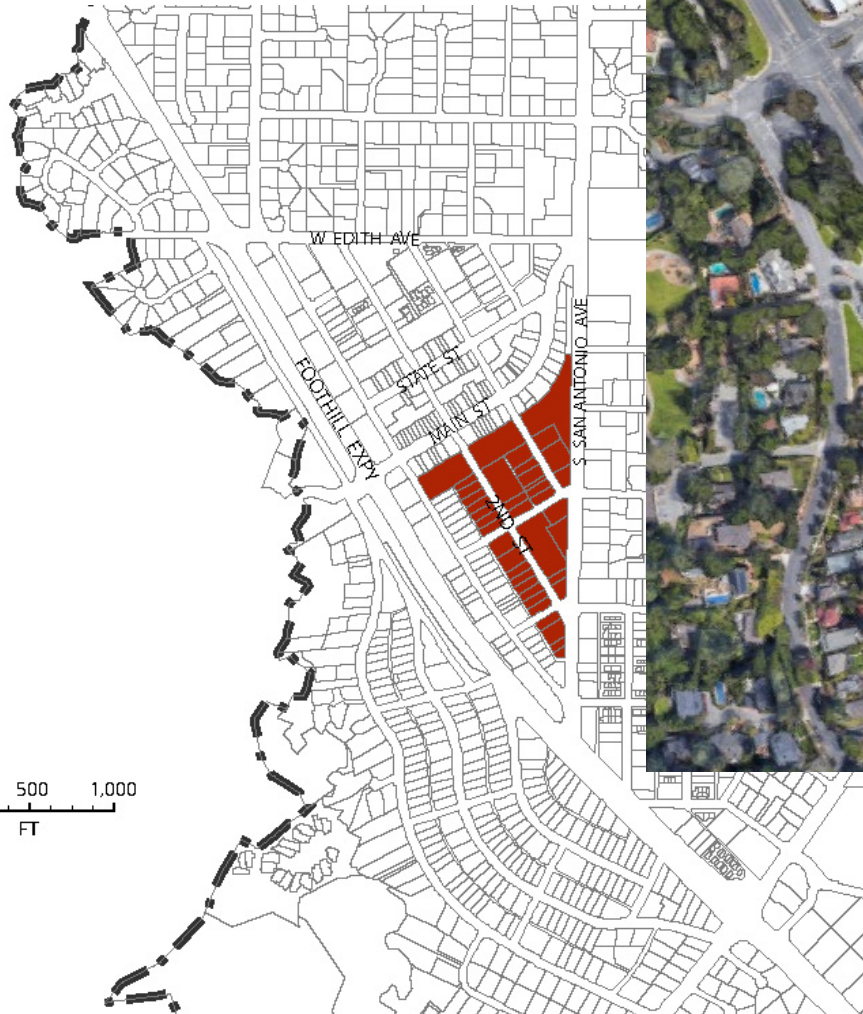 W EDITH AVE
S SAN ANTONIO AVE
STATE ST
FOOTHILL EXPY
MAIN ST
2ND ST
500 1,000
FT